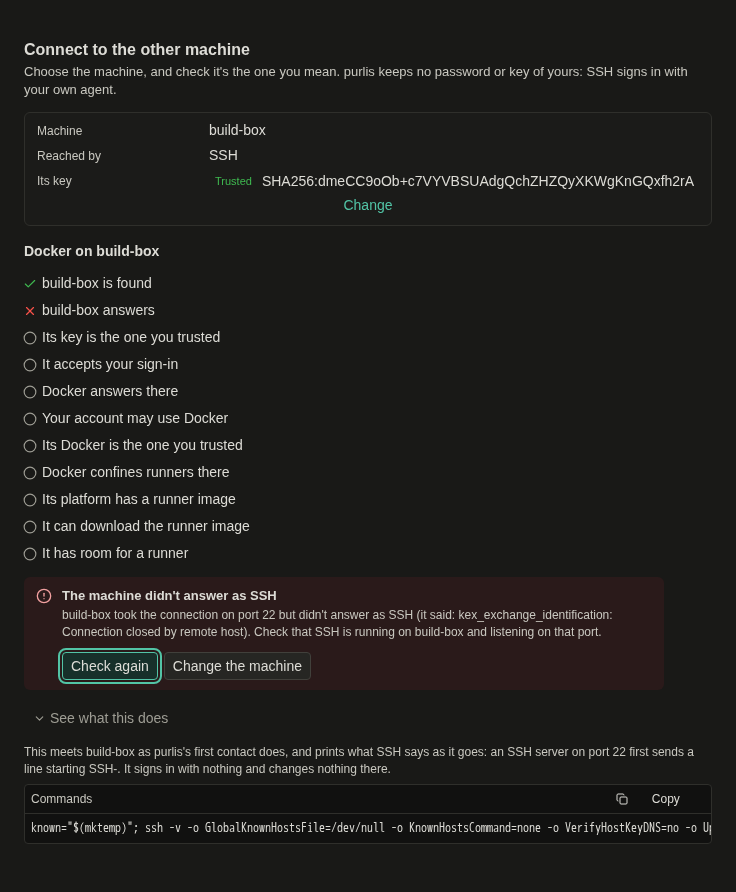 Connect to the other machine
Choose the machine, and check it's the one you mean. purlis keeps no password or key of yours: SSH signs in with
your own agent.
Machine build-box
Reached by SSH
Its key Trusted SHA256:dmeCC9oOb+c7VYVBSUAdgQchZHZQyXKWgKnGQxfh2rA
Change
Docker on build-box
build-box is found
build-box answers
Its key is the one you trusted
It accepts your sign-in
Docker answers there
Your account may use Docker
Its Docker is the one you trusted
Docker confines runners there
Its platform has a runner image
It can download the runner image
It has room for a runner
The machine didn't answer as SSH
build-box took the connection on port 22 but didn't answer as SSH (it said: kex_exchange_identification:
Connection closed by remote host). Check that SSH is running on build-box and listening on that port.
Check again Change the machine
See what this does
This meets build-box as purlis's first contact does, and prints what SSH says as it goes: an SSH server on port 22 first sends a
line starting SSH-. It signs in with nothing and changes nothing there.
Commands Copy
known="$(mktemp)"; ssh -v -o GlobalKnownHostsFile=/dev/null -o KnownHostsCommand=none -o VerifyHostKeyDNS=no -o Up